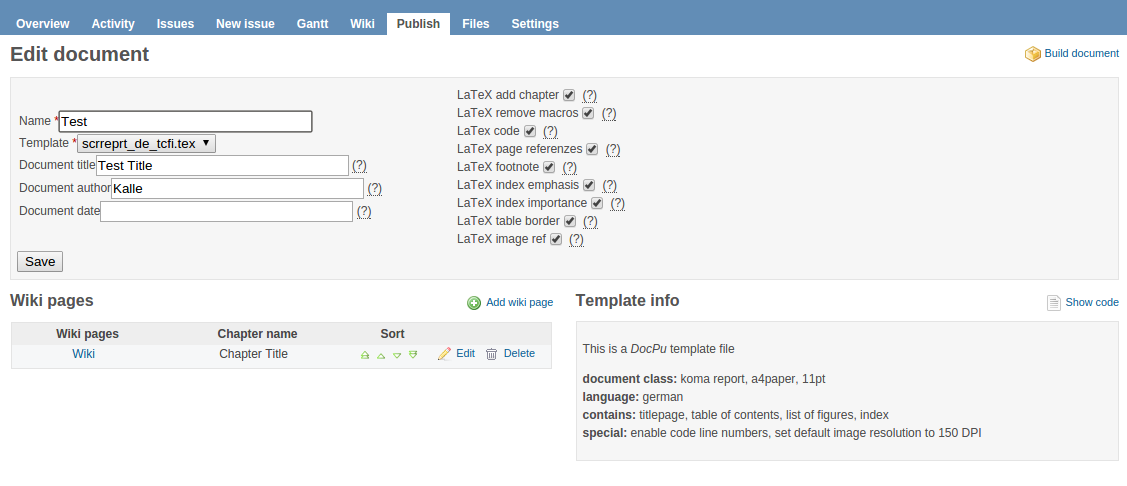 Overview Activity Issues New issue Gantt Wiki Publish Files Settings
Edit document
Build document
Name *Test
Template *scrreprt_de_tcfi.tex
Document title Test Title (?)
Document author Kalle (?)
Document date (?)
LaTeX add chapter (?)
LaTeX remove macros (?)
LaTex code (?)
LaTeX page referenzes (?)
LaTeX footnote (?)
LaTeX index emphasis (?)
LaTeX index importance (?)
LaTeX table border (?)
LaTeX image ref (?)
Save
Wiki pages
Add wiki page
Wiki pages Chapter name Sort
Wiki Chapter Title Edit Delete
Template info
Show code
This is a DocPu template file
document class: koma report, a4paper, 11pt
language: german
contains: titlepage, table of contents, list of figures, index
special: enable code line numbers, set default image resolution to 150 DPI